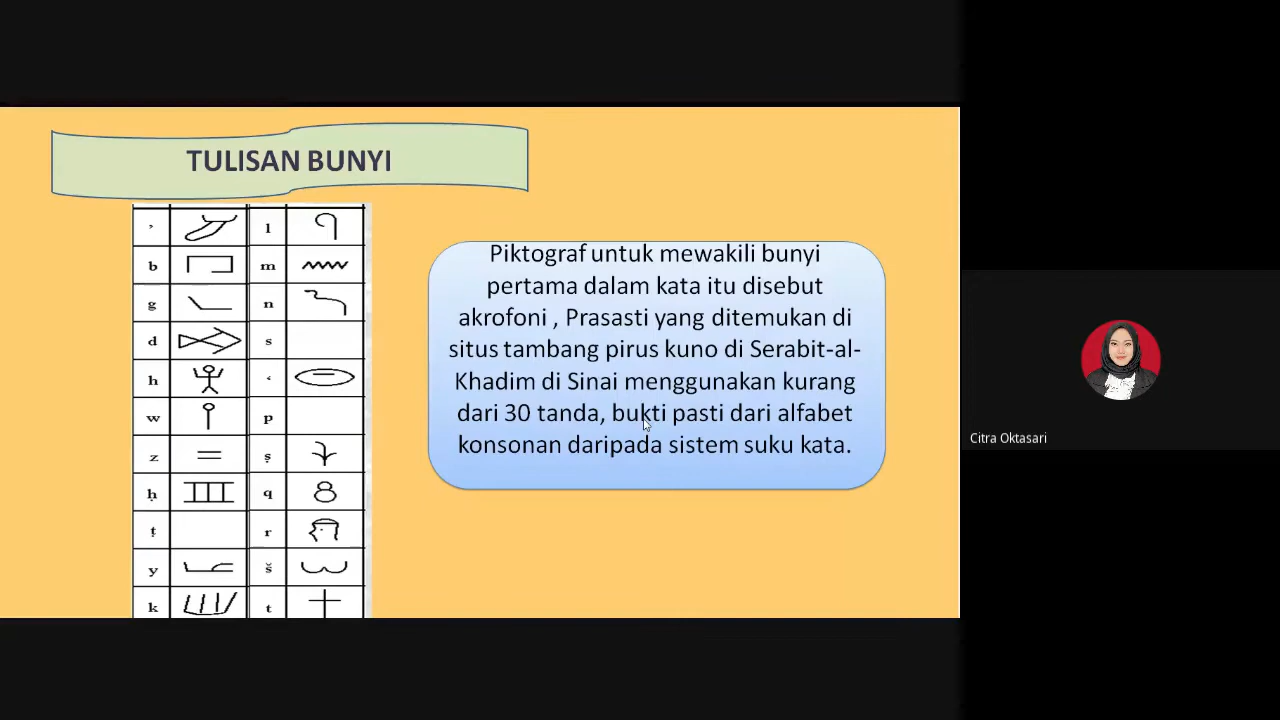 TULISAN BUNYI
ʼ l
b m
g n
d s
h ʻ
w p
z ṣ
ḥ q
ṭ r
y š
k t
Piktograf untuk mewakili bunyi
pertama dalam kata itu disebut
akrofoni , Prasasti yang ditemukan di
situs tambang pirus kuno di Serabit-al-
Khadim di Sinai menggunakan kurang
dari 30 tanda, bukti pasti dari alfabet
konsonan daripada sistem suku kata.
Citra Oktasari